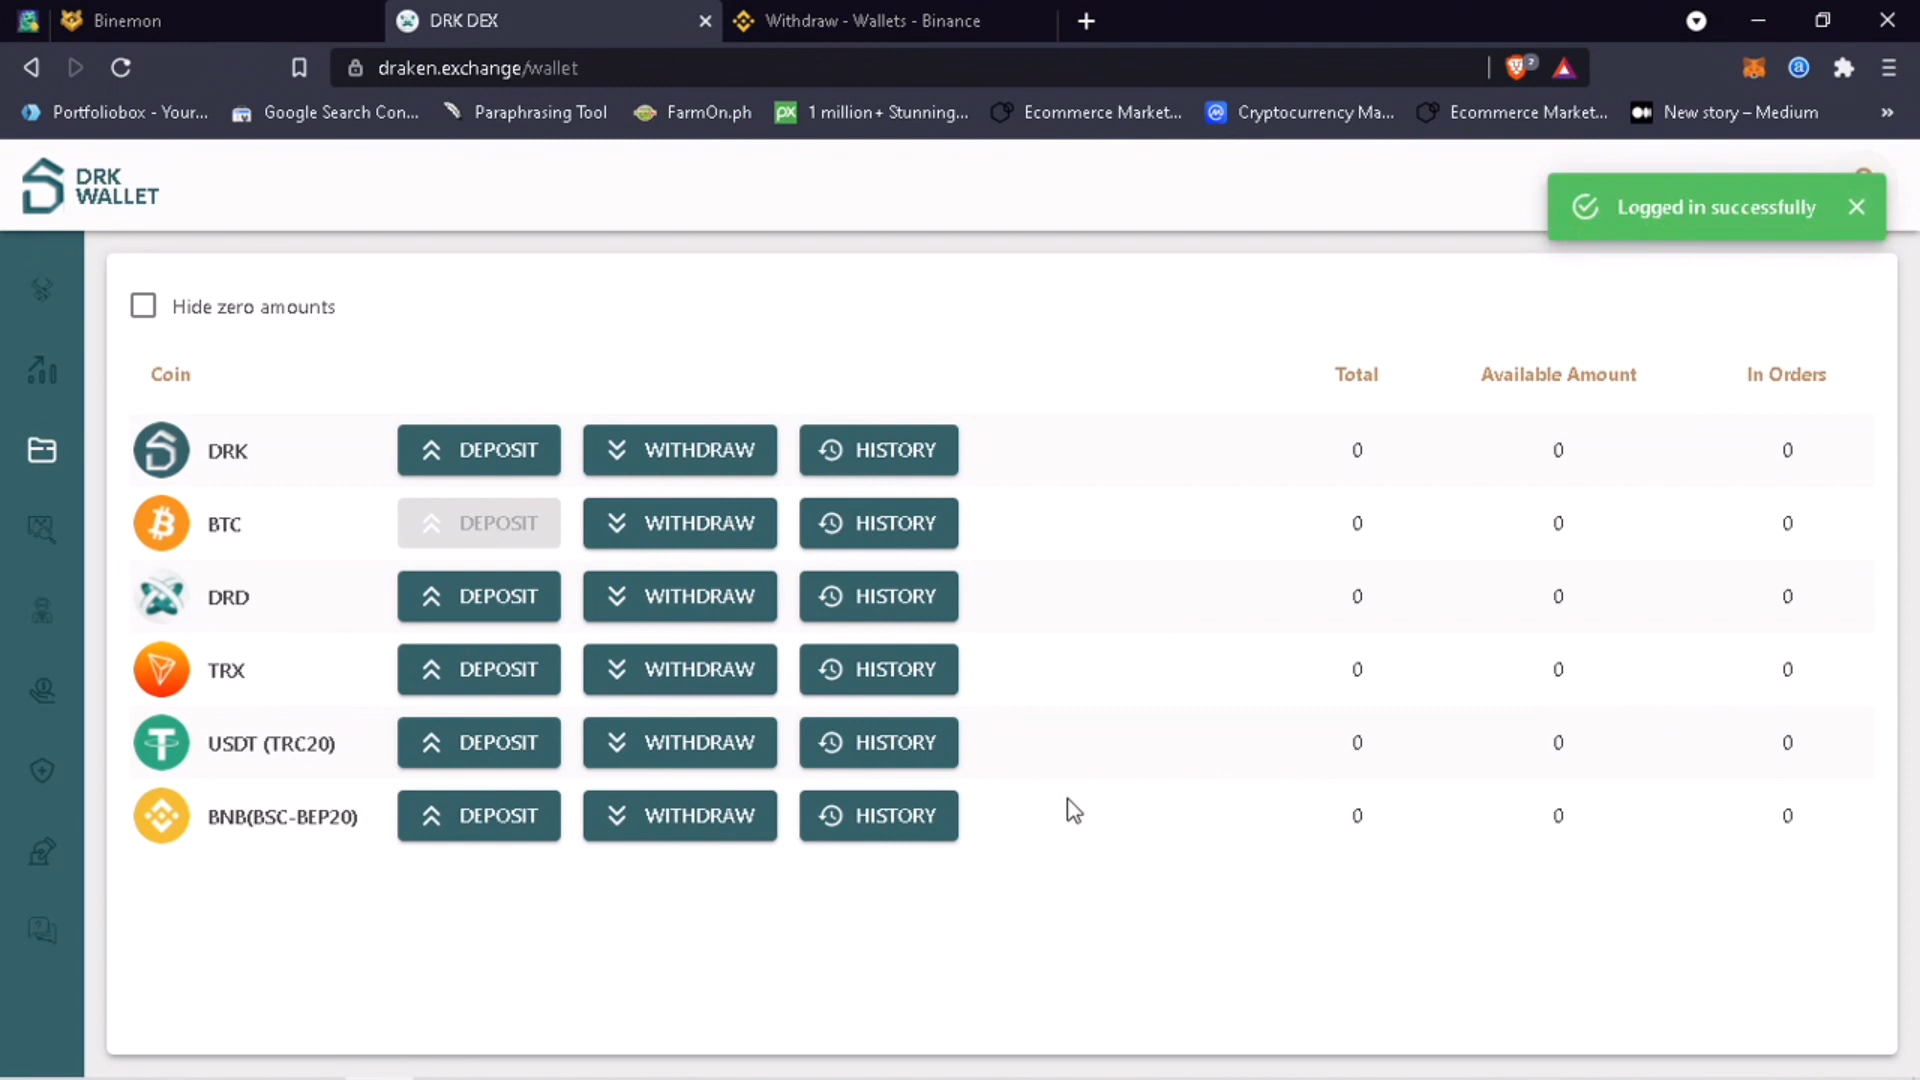 Binemon
DRK DEX
Withdraw - Wallets - Binance
draken.exchange/wallet
2
Portfoliobox - Your...
Google Search Con...
Paraphrasing Tool
FarmOn.ph
px
1 million+ Stunning...
Ecommerce Market...
Cryptocurrency Ma...
Ecommerce Market...
New story – Medium
DRK
WALLET
Logged in successfully
Hide zero amounts
Coin Total Available Amount In Orders
DRK DEPOSIT WITHDRAW HISTORY 0 0 0
BTC DEPOSIT WITHDRAW HISTORY 0 0 0
DRD DEPOSIT WITHDRAW HISTORY 0 0 0
TRX DEPOSIT WITHDRAW HISTORY 0 0 0
USDT (TRC20) DEPOSIT WITHDRAW HISTORY 0 0 0
BNB(BSC-BEP20) DEPOSIT WITHDRAW HISTORY 0 0 0